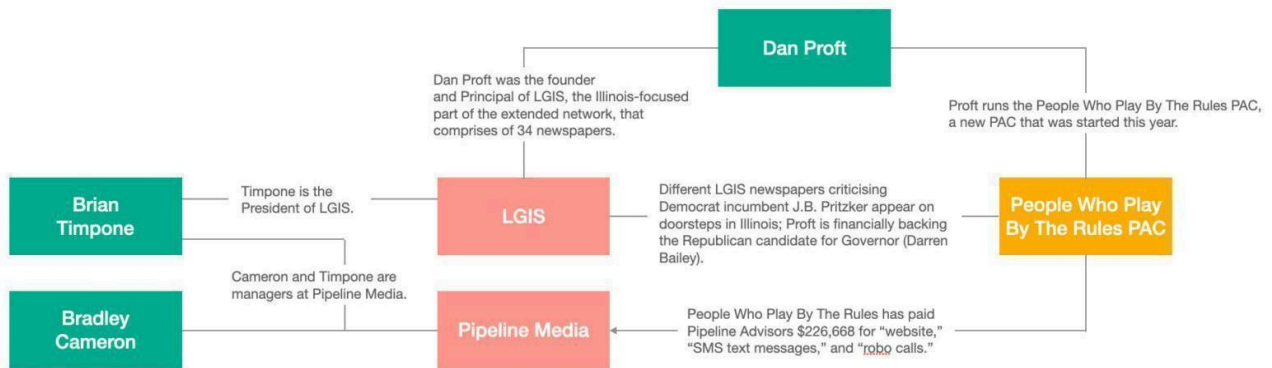 Dan Proft
Dan Proft was the founder
and Principal of LGIS, the Illinois-focused
part of the extended network, that
comprises of 34 newspapers.
Proft runs the People Who Play By The Rules PAC,
a new PAC that was started this year.
Brian
Timpone
Timpone is the
President of LGIS.
LGIS
Different LGIS newspapers criticising
Democrat incumbent J.B. Pritzker appear on
doorsteps in Illinois; Proft is financially backing
the Republican candidate for Governor (Darren
Bailey).
People Who Play
By The Rules PAC
Cameron and Timpone are
managers at Pipeline Media.
Bradley
Cameron
Pipeline Media
People Who Play By The Rules has paid
Pipeline Advisors $226,668 for “website,”
“SMS text messages,” and “robo calls.”